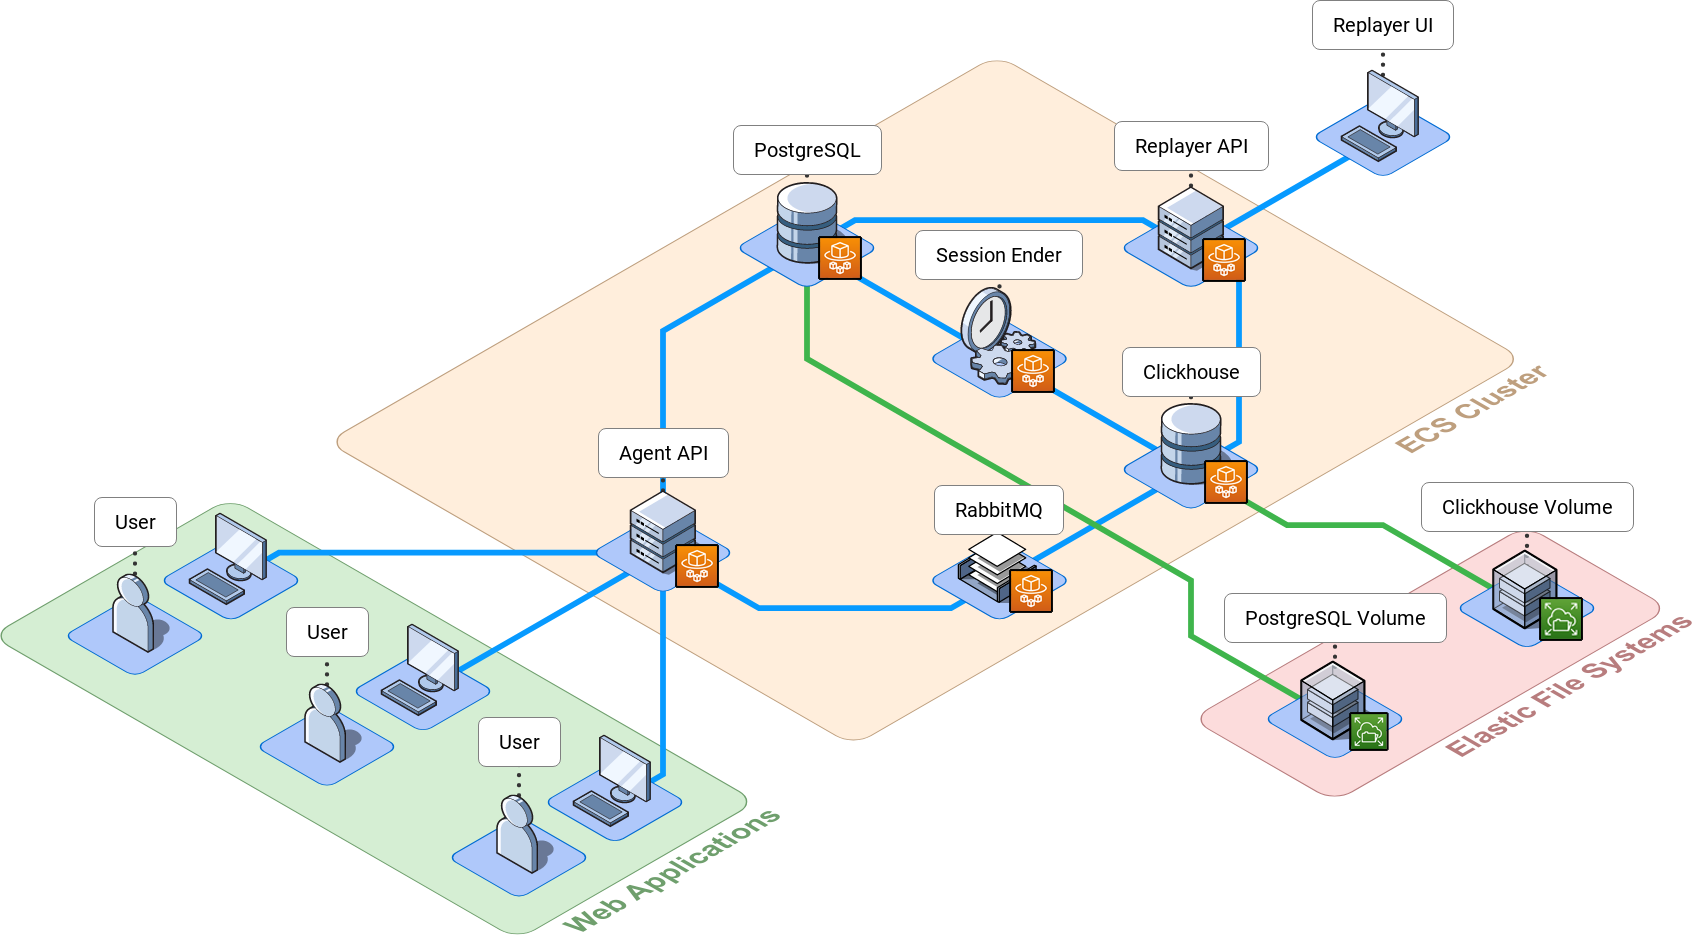 Replayer UI
PostgreSQL
Replayer API
Session Ender
Clickhouse
ECS Cluster
Agent API
User
RabbitMQ
Clickhouse Volume
User
PostgreSQL Volume
Elastic File Systems
User
Web Applications